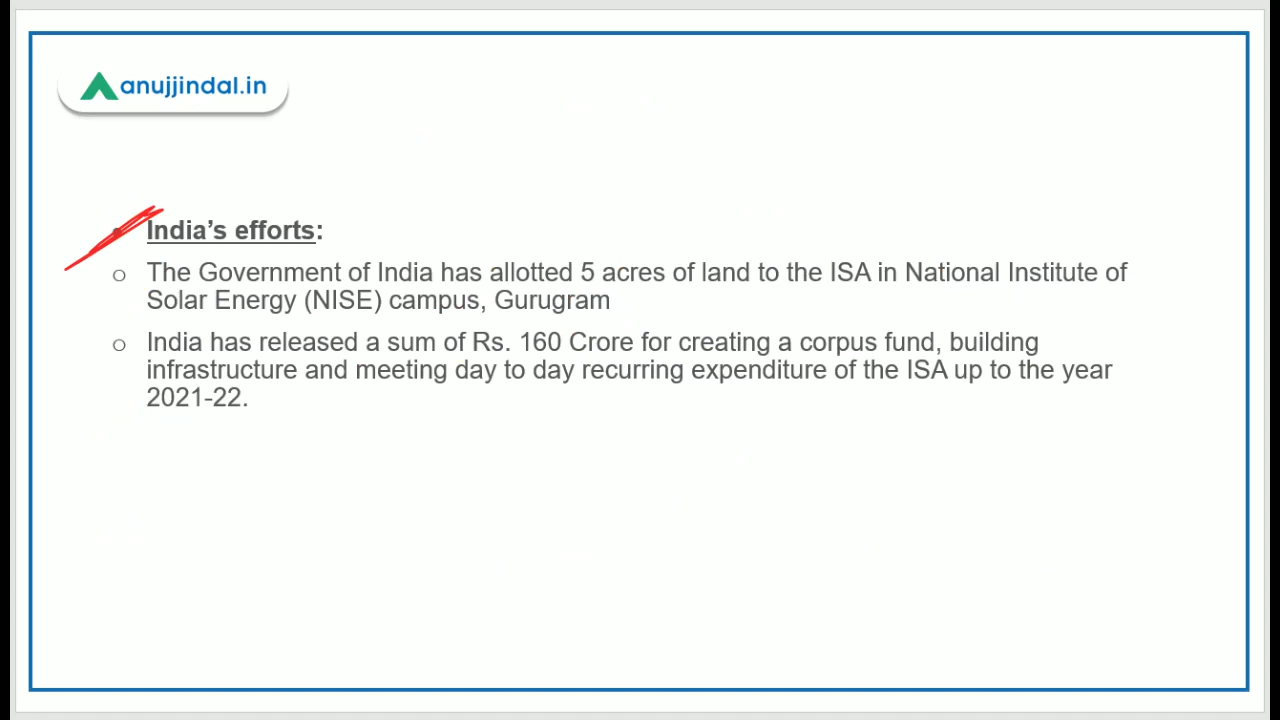 anujjindal.in
• India’s efforts:
o The Government of India has allotted 5 acres of land to the ISA in National Institute of
Solar Energy (NISE) campus, Gurugram
o India has released a sum of Rs. 160 Crore for creating a corpus fund, building
infrastructure and meeting day to day recurring expenditure of the ISA up to the year
2021-22.